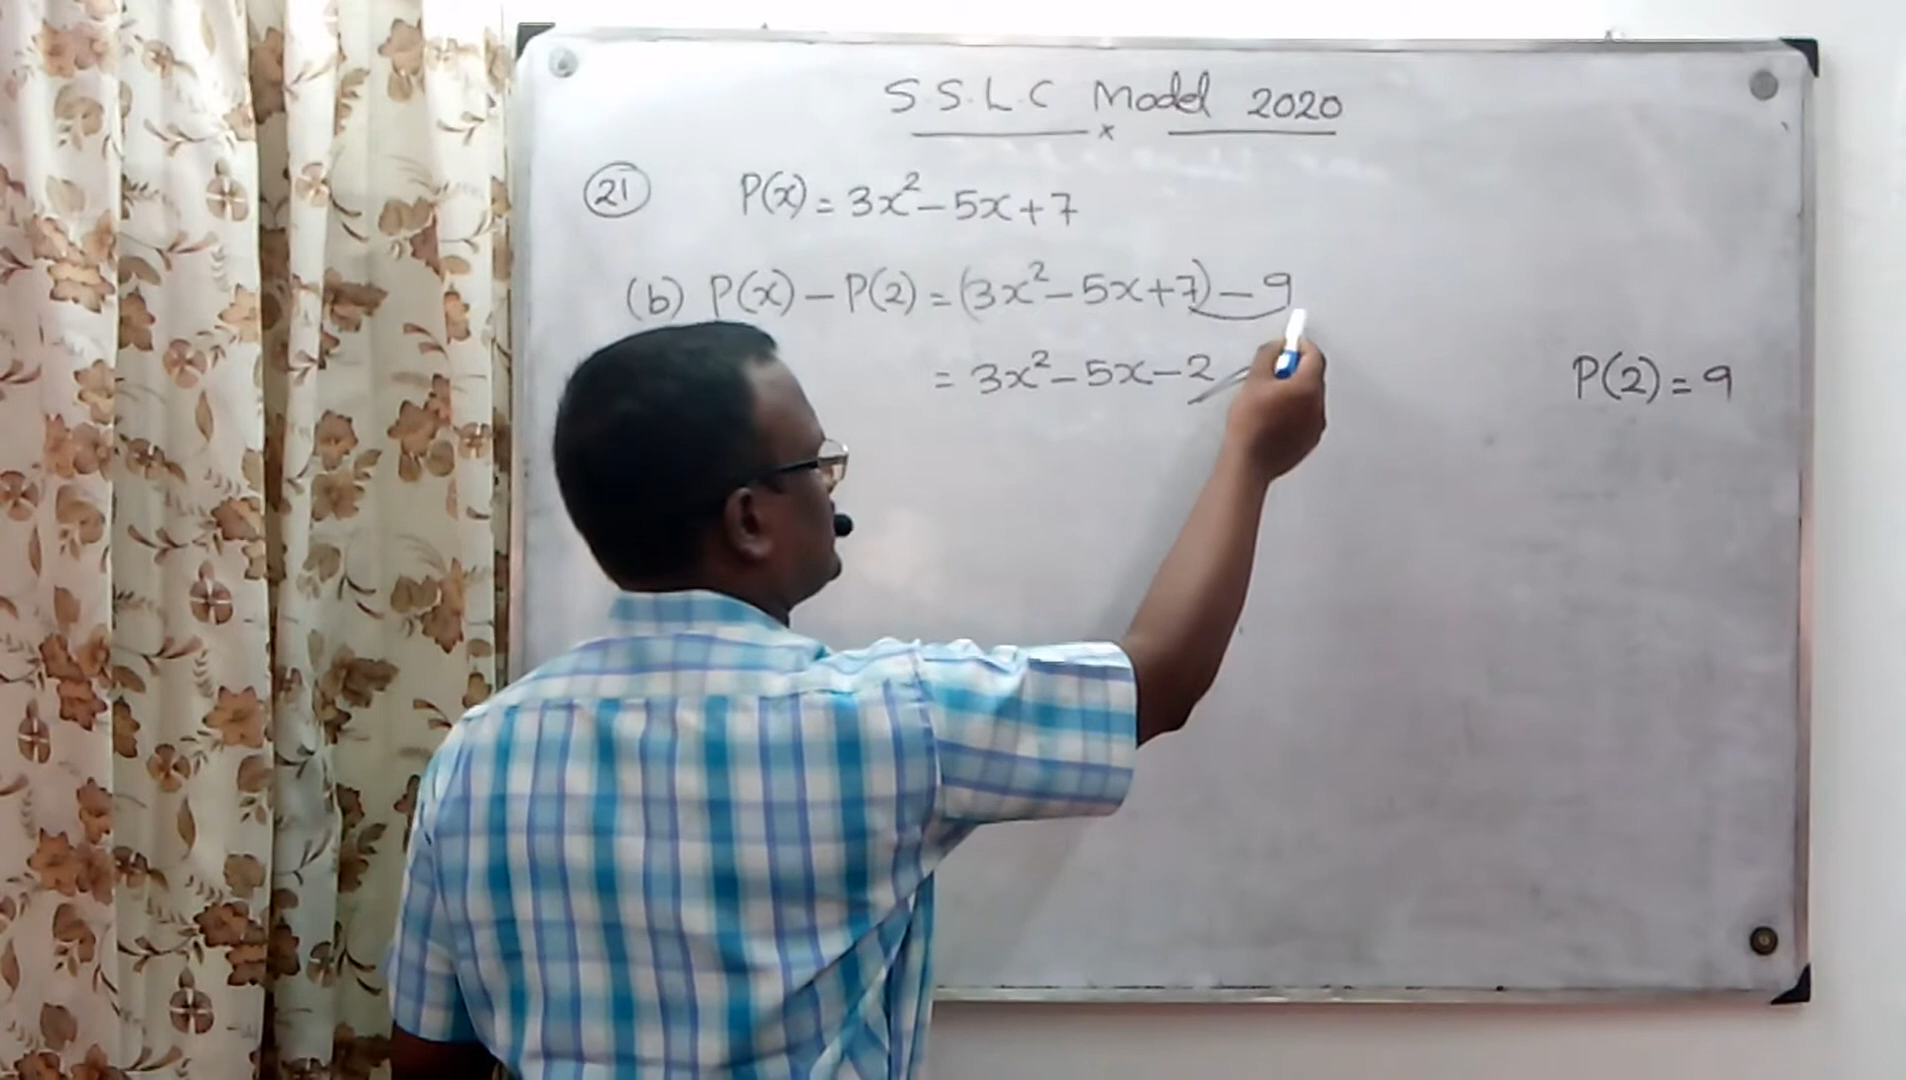 S.S.L.C Model 2020
21 P(x) = 3x² - 5x + 7
(b) P(x) - P(2) = (3x² - 5x + 7) - 9
= 3x² - 5x - 2
P(2) = 9